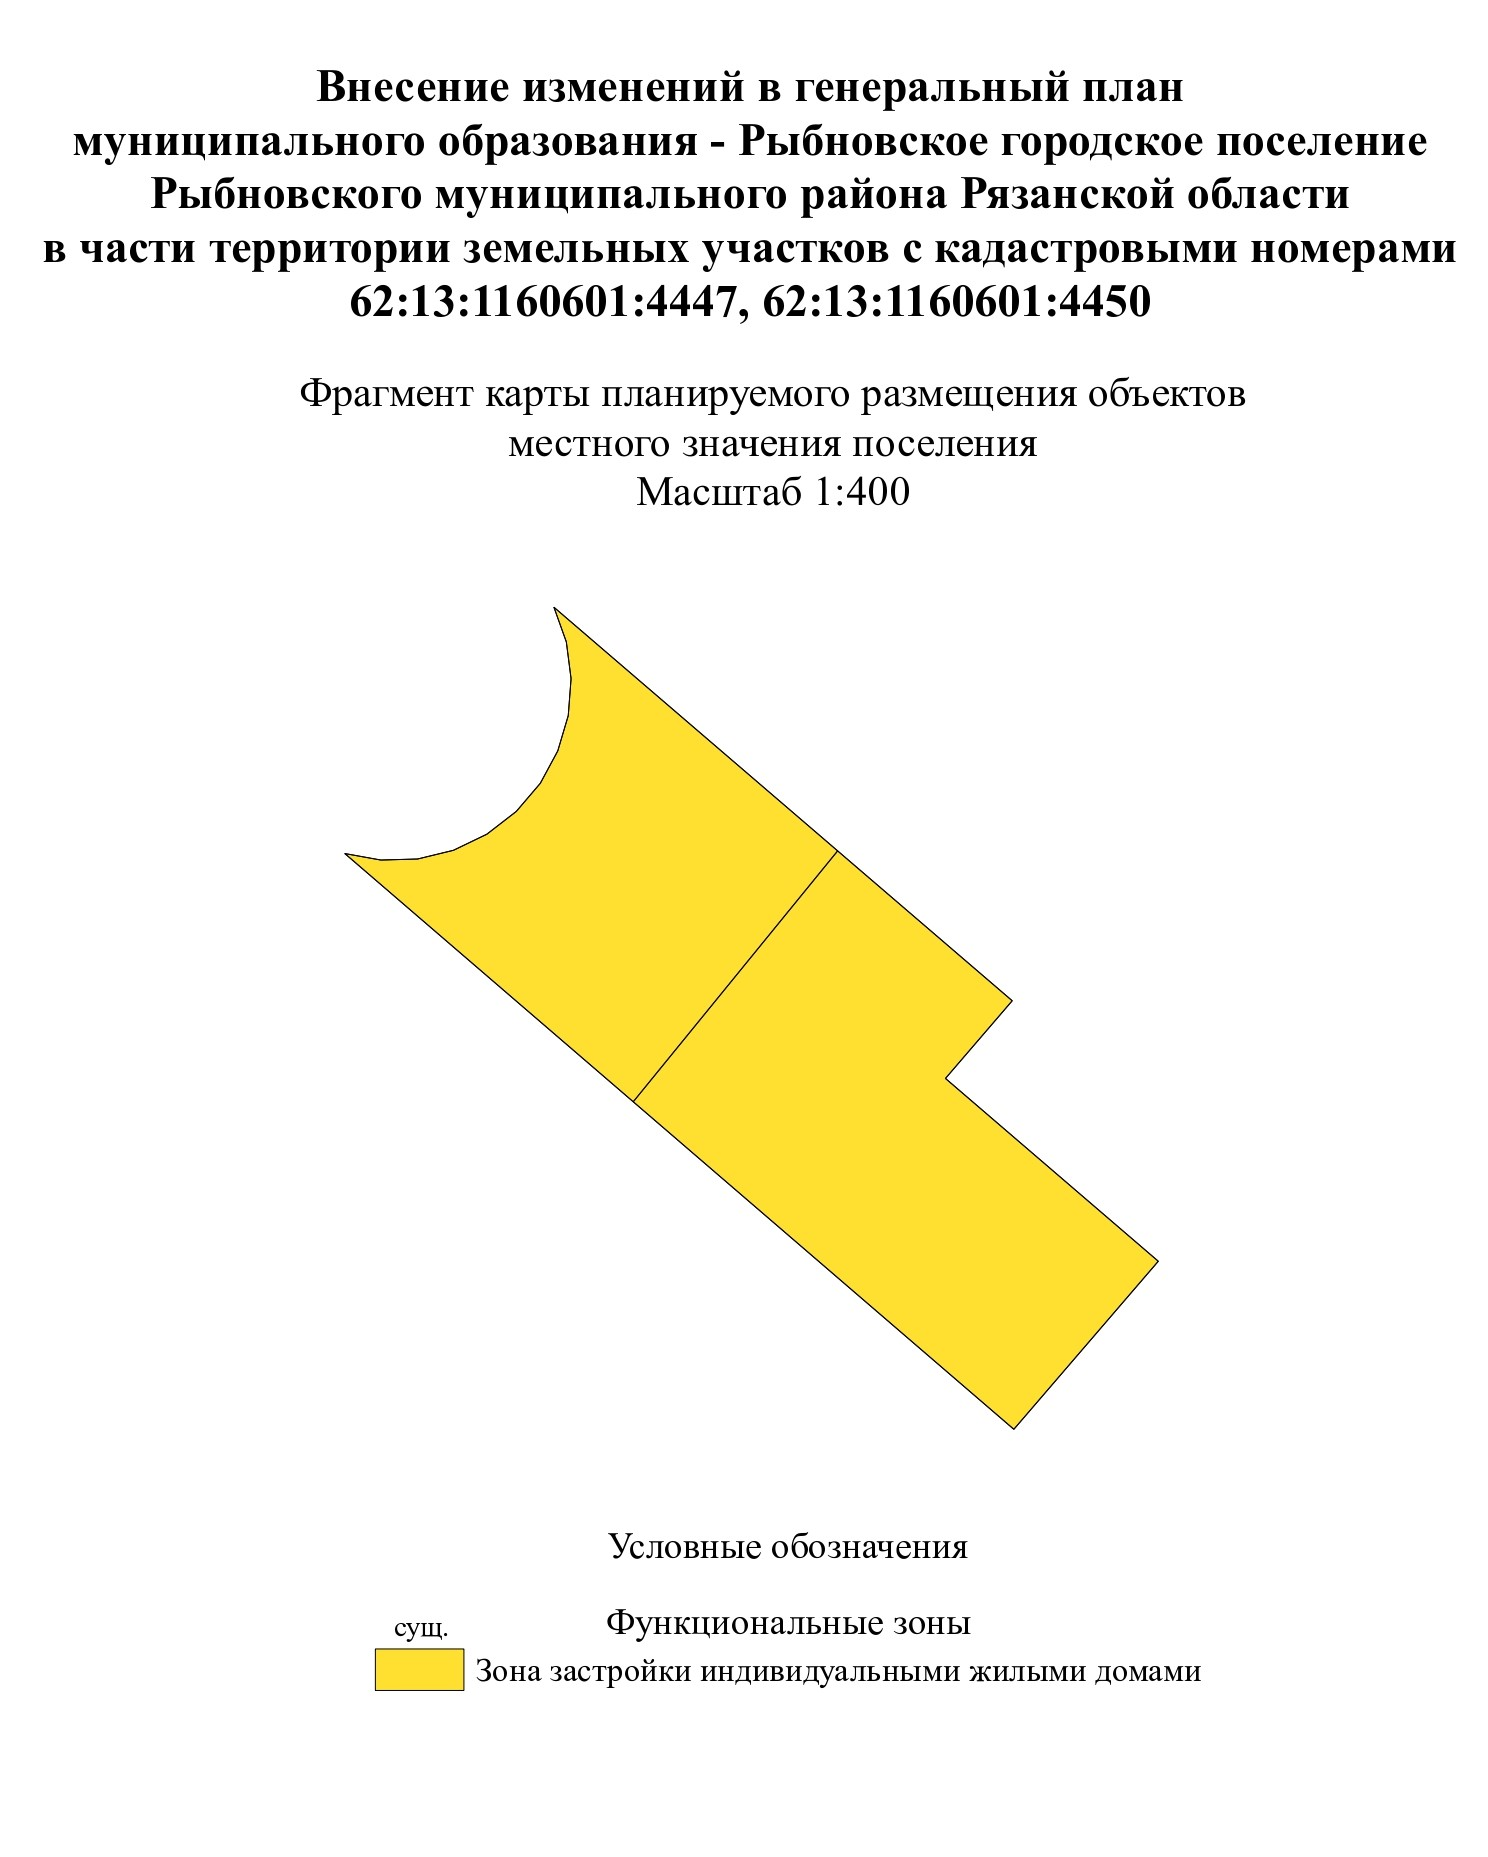 Внесение изменений в генеральный план
муниципального образования - Рыбновское городское поселение
Рыбновского муниципального района Рязанской области
в части территории земельных участков с кадастровыми номерами
62:13:1160601:4447, 62:13:1160601:4450
Фрагмент карты планируемого размещения объектов
местного значения поселения
Масштаб 1:400
Условные обозначения
сущ. Функциональные зоны
Зона застройки индивидуальными жилыми домами